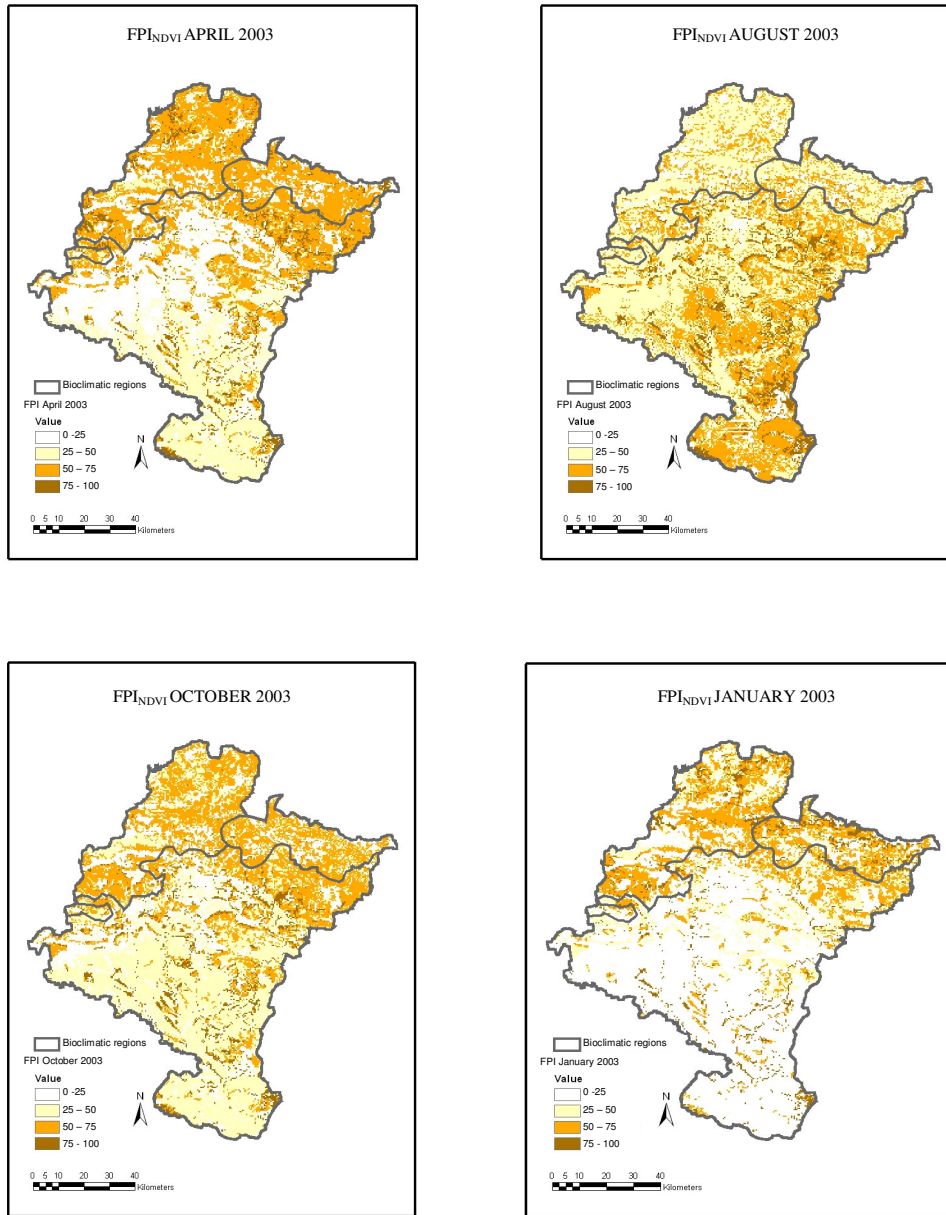 FPINDVI APRIL 2003
Bioclimatic regions
FPI April 2003
Value
0 -25
25 – 50
50 – 75
75 - 100
N
0 5 10 20 30 40
Kilometers
FPINDVI AUGUST 2003
Bioclimatic regions
FPI August 2003
Value
0 -25
25 – 50
50 – 75
75 - 100
N
0 5 10 20 30 40
Kilometers
FPINDVI OCTOBER 2003
Bioclimatic regions
FPI October 2003
Value
0 -25
25 – 50
50 – 75
75 - 100
N
0 5 10 20 30 40
Kilometers
FPINDVI JANUARY 2003
Bioclimatic regions
FPI January 2003
Value
0 -25
25 – 50
50 – 75
75 - 100
N
0 5 10 20 30 40
Kilometers